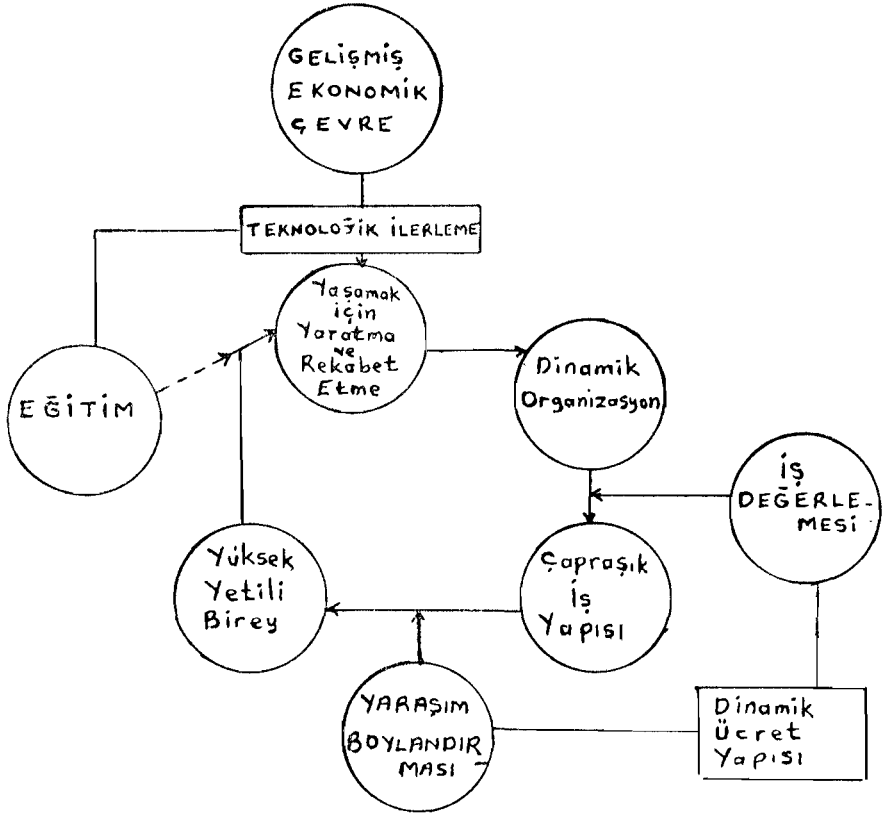 GELİŞMİŞ
EKONOMİK
ÇEVRE
TEKNOLOĞİK İLERLEME
Yaşamak
için
Yaratma
ve
Rekabet
Etme
Dinamik
Organizasyon
EĞİTİM
İŞ
DEĞERLE-
MESİ
Yüksek
Yetili
Birey
Çapraşık
İş
Yapısı
YARAŞIM
BOYLANDIR-
MASI
Dinamik
Ücret
Yapısı